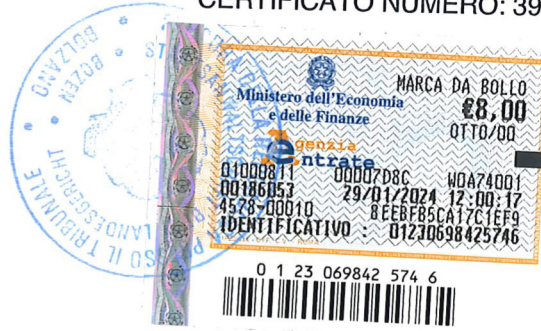 CERTIFICATO NUMERO: 39
BOLZANO
BOZEN
TRIBUNALE
LANDESGERICHT
MARCA DA BOLLO
€8,00
OTTO/00
Ministero dell'Economia
e delle Finanze
Agenzia
Entrate
01000811 00007D8C W0A74001
00186053 29/01/2024 12:00:17
4578-00010 8EEBFB5CA17C1EF9
IDENTIFICATIVO : 01230698425746
0 1 23 069842 574 6